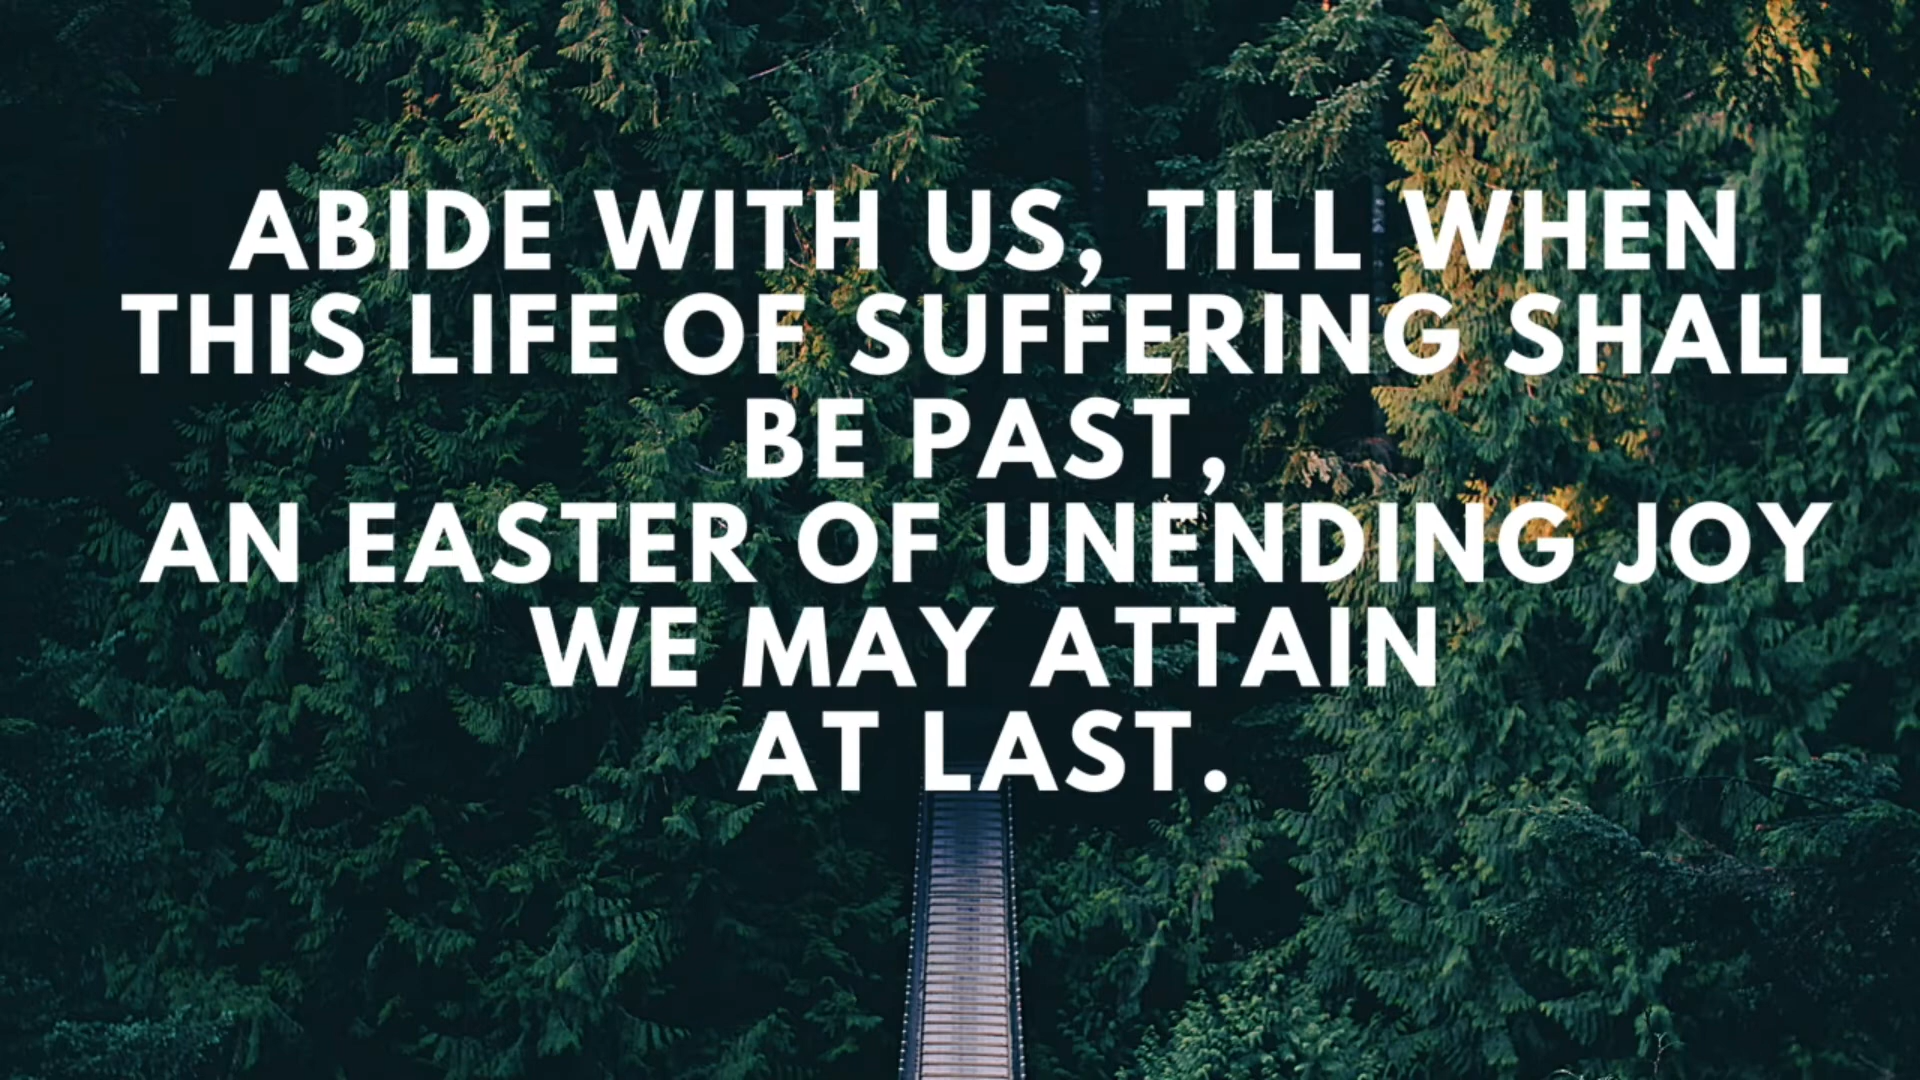 ABIDE WITH US, TILL WHEN
THIS LIFE OF SUFFERING SHALL
BE PAST,
AN EASTER OF UNENDING JOY
WE MAY ATTAIN
AT LAST.